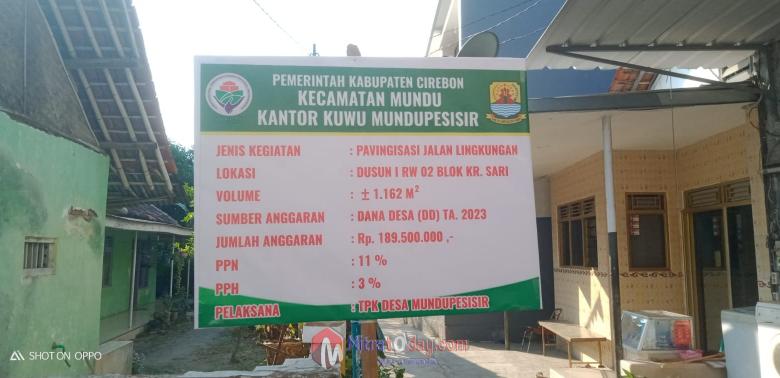 PEMERINTAH KABUPATEN CIREBON
KECAMATAN MUNDU
KANTOR KUWU MUNDUPESISIR
JENIS KEGIATAN : PAVINGISASI JALAN LINGKUNGAN
LOKASI : DUSUN I RW 02 BLOK KR. SARI
VOLUME : ± 1.162 M²
SUMBER ANGGARAN : DANA DESA (DD) TA. 2023
JUMLAH ANGGARAN : Rp. 189.500.000 ,-
PPN : 11 %
PPH : 3 %
PELAKSANA : TPK DESA MUNDUPESISIR
SHOT ON OPPO
Mitra10day.com